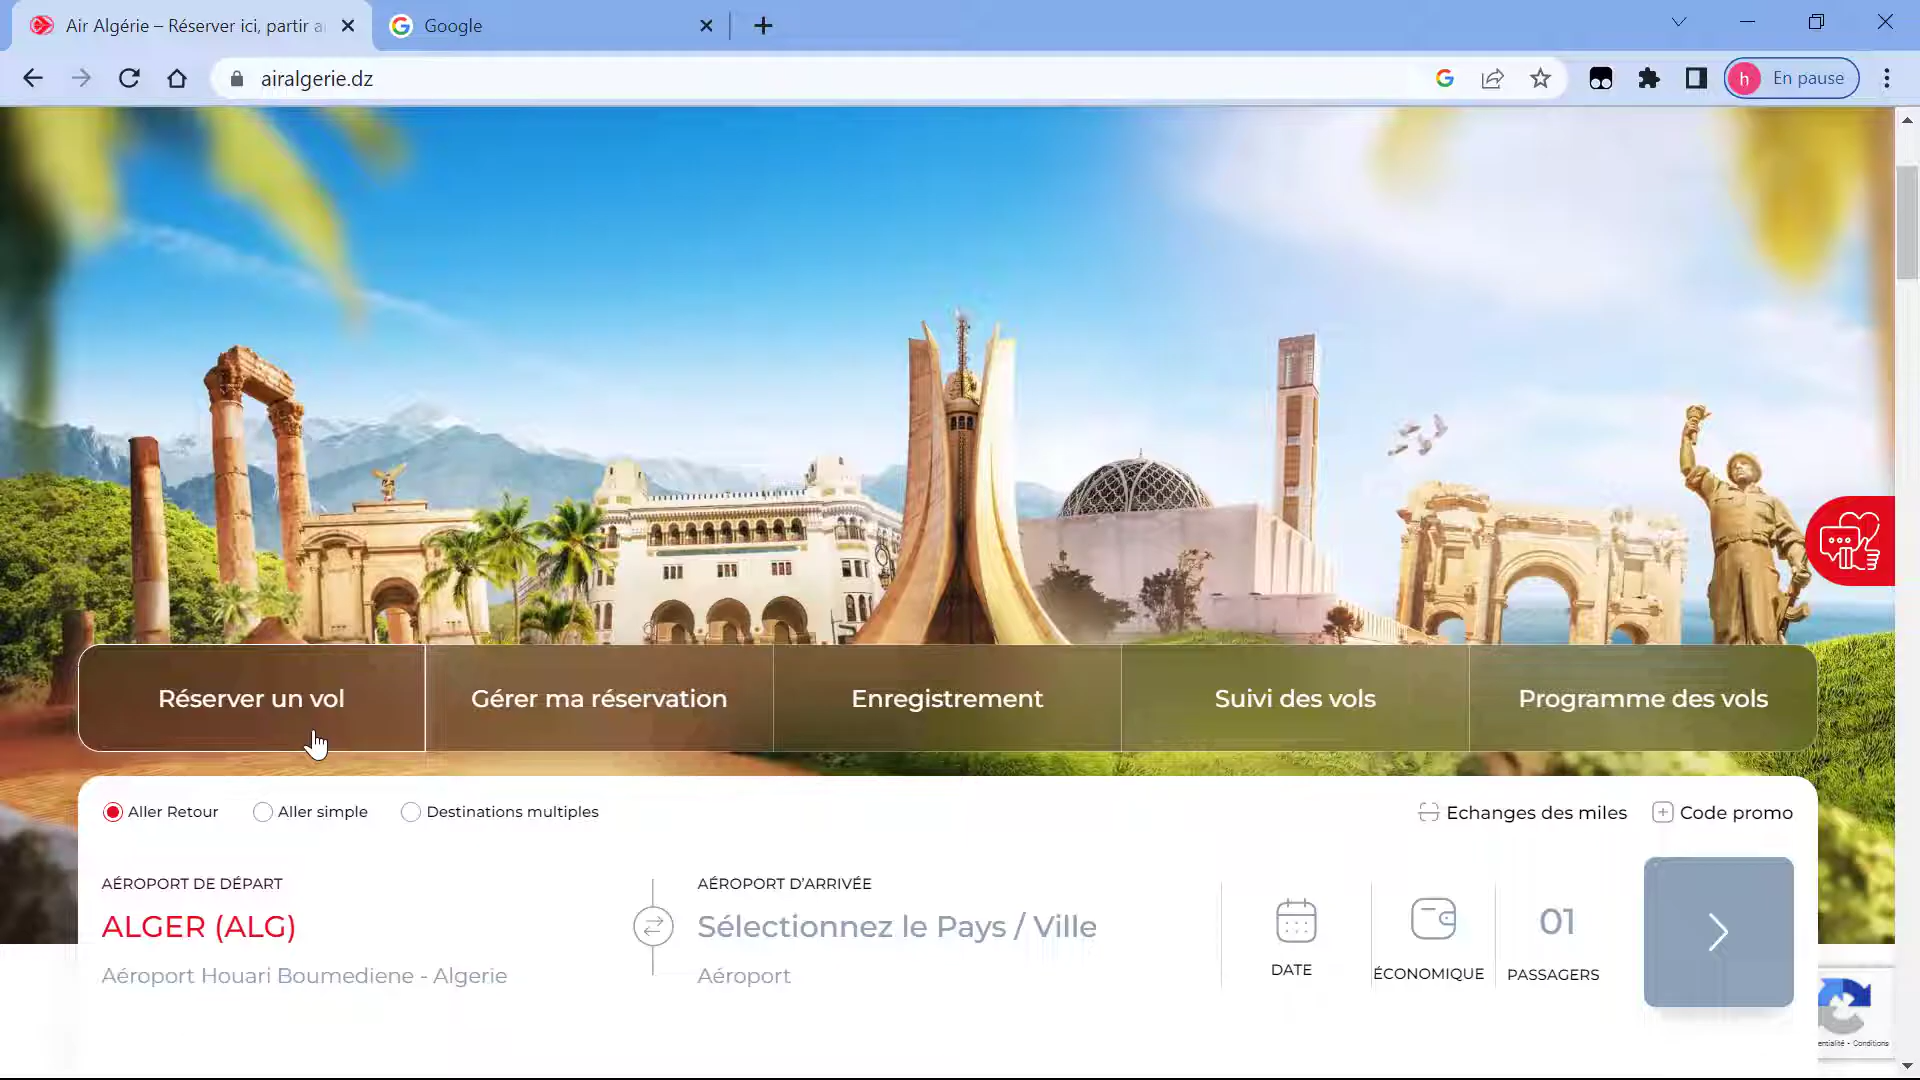 Air Algérie – Réserver ici, partir a
Google
airalgerie.dz
h
En pause
Réserver un vol
Gérer ma réservation
Enregistrement
Suivi des vols
Programme des vols
Aller Retour
Aller simple
Destinations multiples
Echanges des miles
Code promo
AÉROPORT DE DÉPART
ALGER (ALG)
Aéroport Houari Boumediene - Algerie
AÉROPORT D’ARRIVÉE
Sélectionnez le Pays / Ville
Aéroport
DATE
ÉCONOMIQUE
01
PASSAGERS
entialité - Conditions